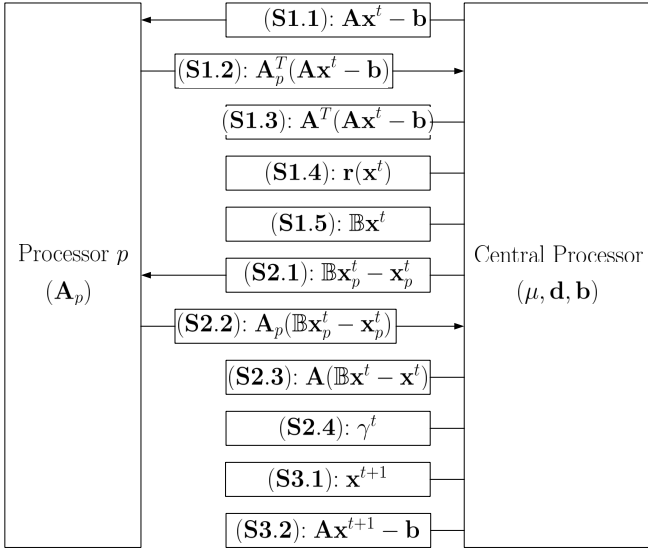 (S1.1): Ax^t − b
(S1.2): A_p^T(Ax^t − b)
(S1.3): A^T(Ax^t − b)
(S1.4): r(x^t)
(S1.5): 𝔹x^t
Processor p
(A_p)
(S2.1): 𝔹x_p^t − x_p^t
Central Processor
(μ, d, b)
(S2.2): A_p(𝔹x_p^t − x_p^t)
(S2.3): A(𝔹x^t − x^t)
(S2.4): γ^t
(S3.1): x^{t+1}
(S3.2): Ax^{t+1} − b